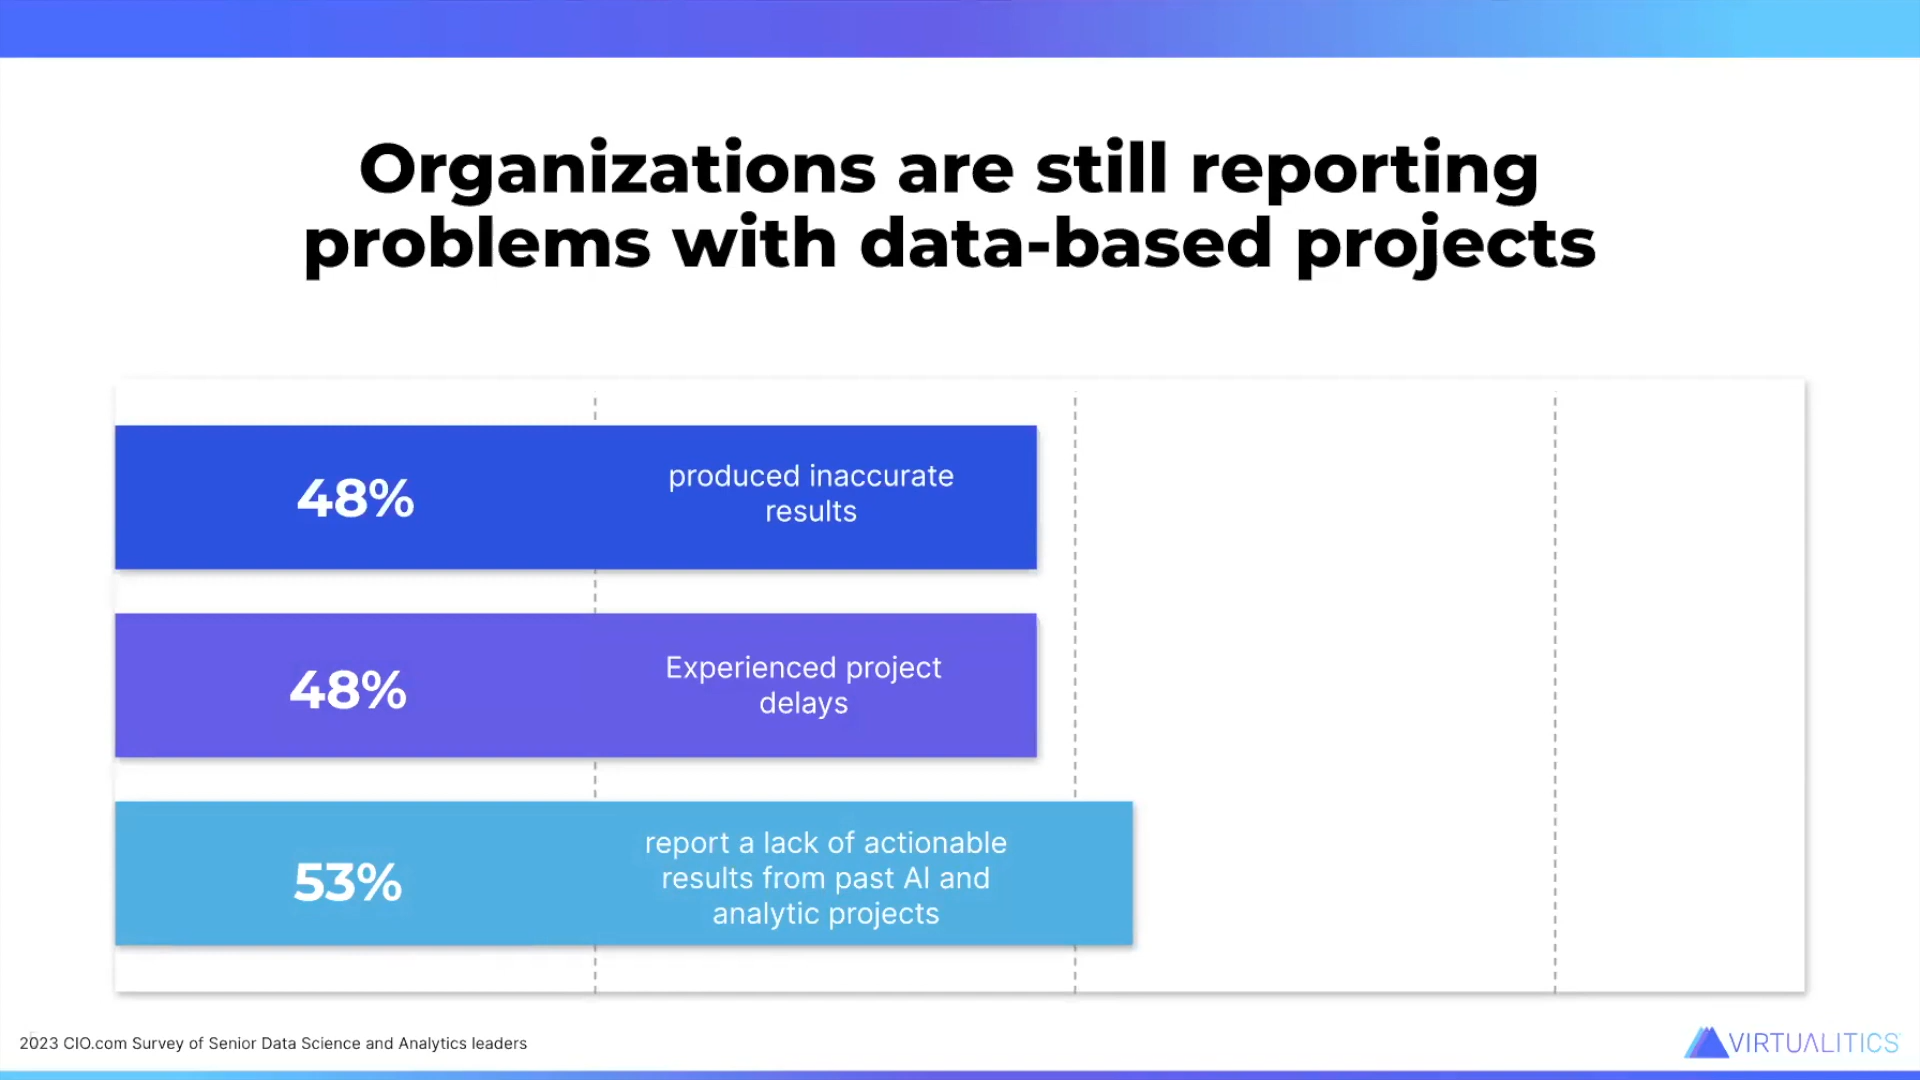 Organizations are still reporting
problems with data-based projects
48%
produced inaccurate
results
48%
Experienced project
delays
53%
report a lack of actionable
results from past AI and
analytic projects
2023 CIO.com Survey of Senior Data Science and Analytics leaders
VIRTUALITICS